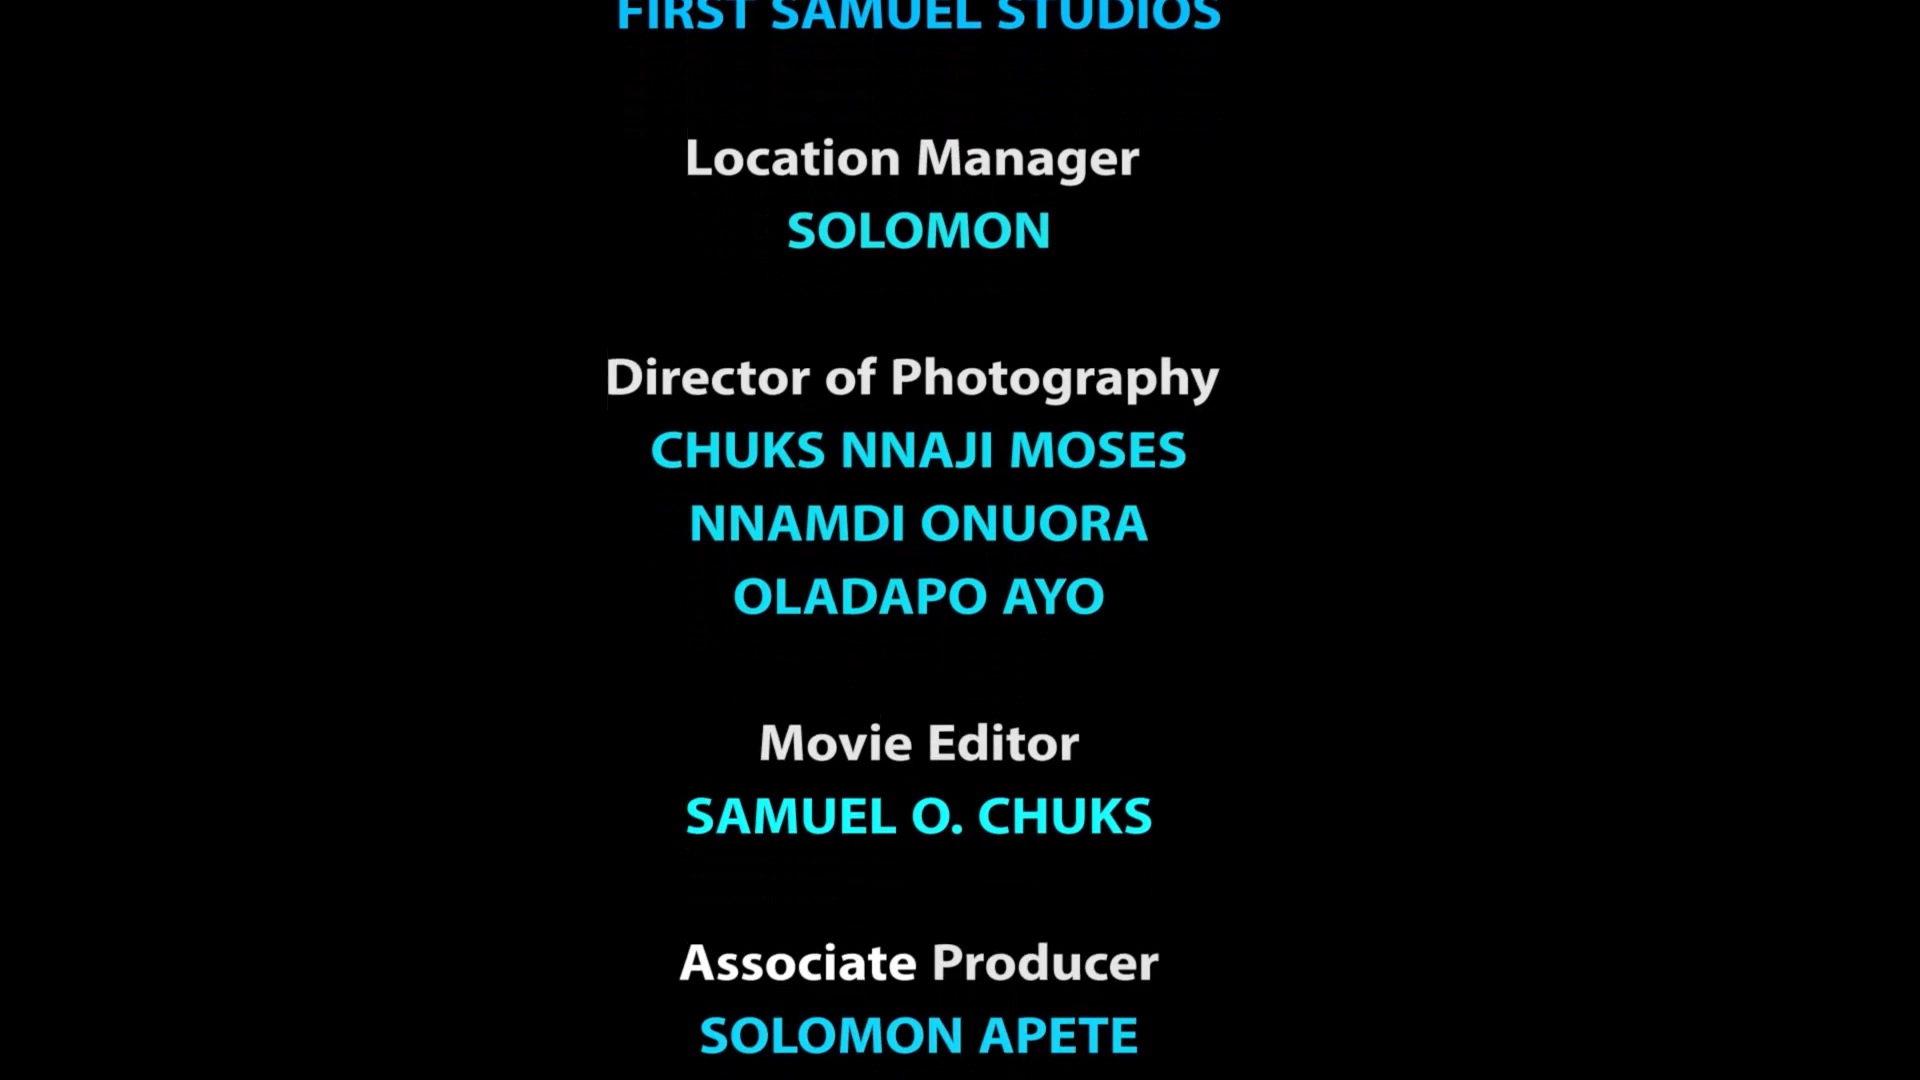 FIRST SAMUEL STUDIOS
Location Manager
SOLOMON
Director of Photography
CHUKS NNAJI MOSES
NNAMDI ONUORA
OLADAPO AYO
Movie Editor
SAMUEL O. CHUKS
Associate Producer
SOLOMON APETE